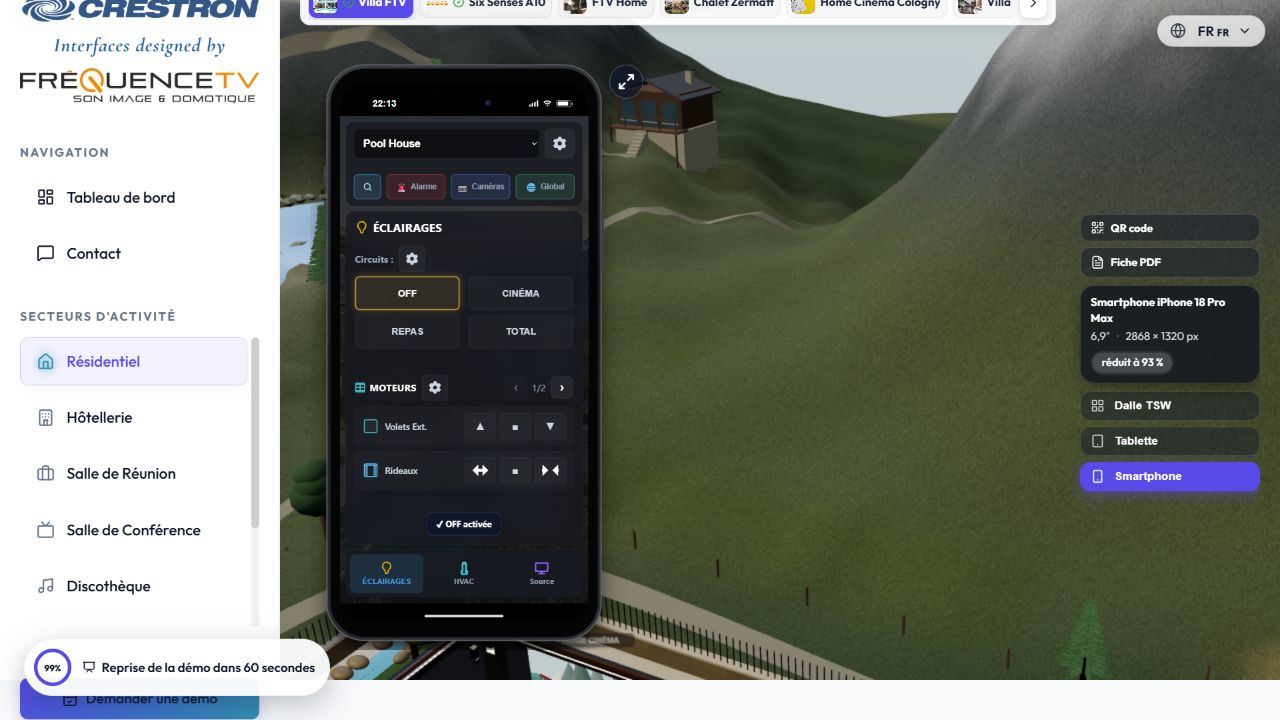 CRESTRON
Interfaces designed by
FRÉQUENCETV
SON IMAGE & DOMOTIQUE
NAVIGATION
Tableau de bord
Contact
SECTEURS D'ACTIVITÉ
Résidentiel
Hôtellerie
Salle de Réunion
Salle de Conférence
Discothèque
99%
Reprise de la démo dans 60 secondes
Demander une démo
Villa FTV
Six Senses A10
FTV Home
Chalet Zermatt
Home Cinéma Cologny
Villa
FR FR
22:13
Pool House
Alarme
Caméras
Global
ÉCLAIRAGES
Circuits :
OFF
CINÉMA
REPAS
TOTAL
MOTEURS
1/2
Volets Ext.
Rideaux
✓ OFF activée
ÉCLAIRAGES
HVAC
Source
CINÉMA
QR code
Fiche PDF
Smartphone iPhone 18 Pro
Max
6,9″ · 2868 × 1320 px
réduit à 93 %
Dalle TSW
Tablette
Smartphone